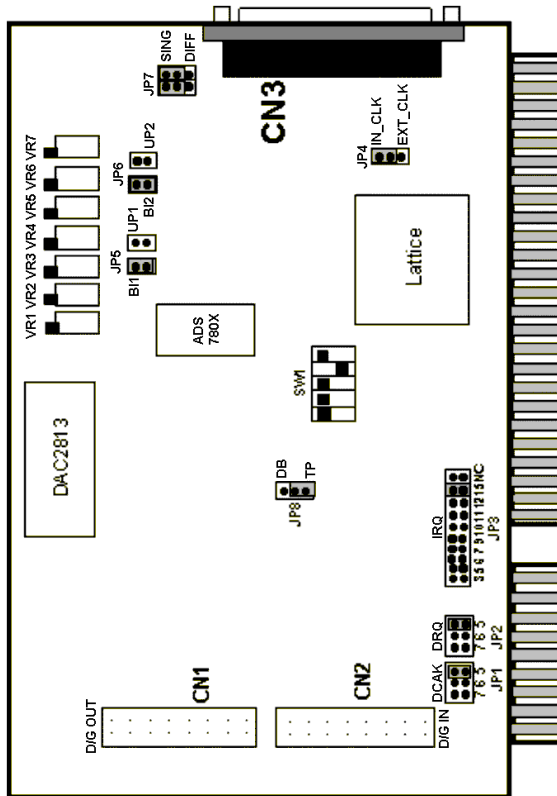 SING
DIFF
JP7
CN3
VR1 VR2 VR3 VR4 VR5 VR6 VR7
UP2
JP6
BI2
UP1
JP5
BI1
IN_CLK
EXT_CLK
JP4
Lattice
ADS
780X
SW1
DAC2813
DB
TP
JP8
IRQ
3 5 6 7 9 10 11 12 15 NC
JP3
DRQ
7 6 5
JP2
DCAK
7 6 5
JP1
D/G OUT
CN1
CN2
D/G IN